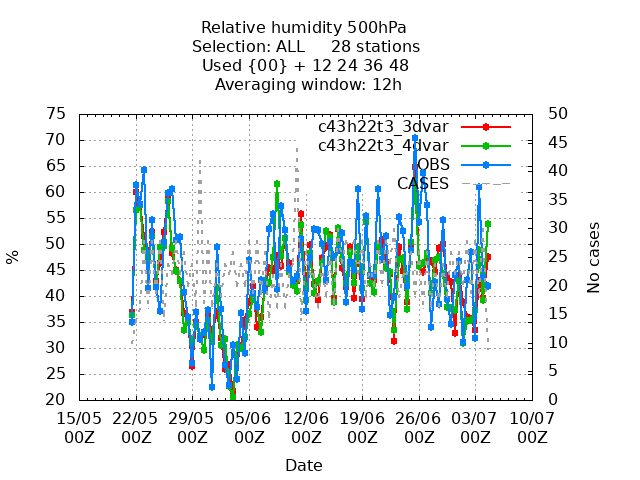 Relative humidity 500hPa
Selection: ALL     28 stations
Used {00} + 12 24 36 48
Averaging window: 12h
c43h22t3_3dvar
c43h22t3_4dvar
OBS
CASES
%
75
70
65
60
55
50
45
40
35
30
25
20
50
45
40
35
30
25
20
15
10
5
0
No cases
15/05 22/05 29/05 05/06 12/06 19/06 26/06 03/07 10/07
00Z 00Z 00Z 00Z 00Z 00Z 00Z 00Z 00Z
Date